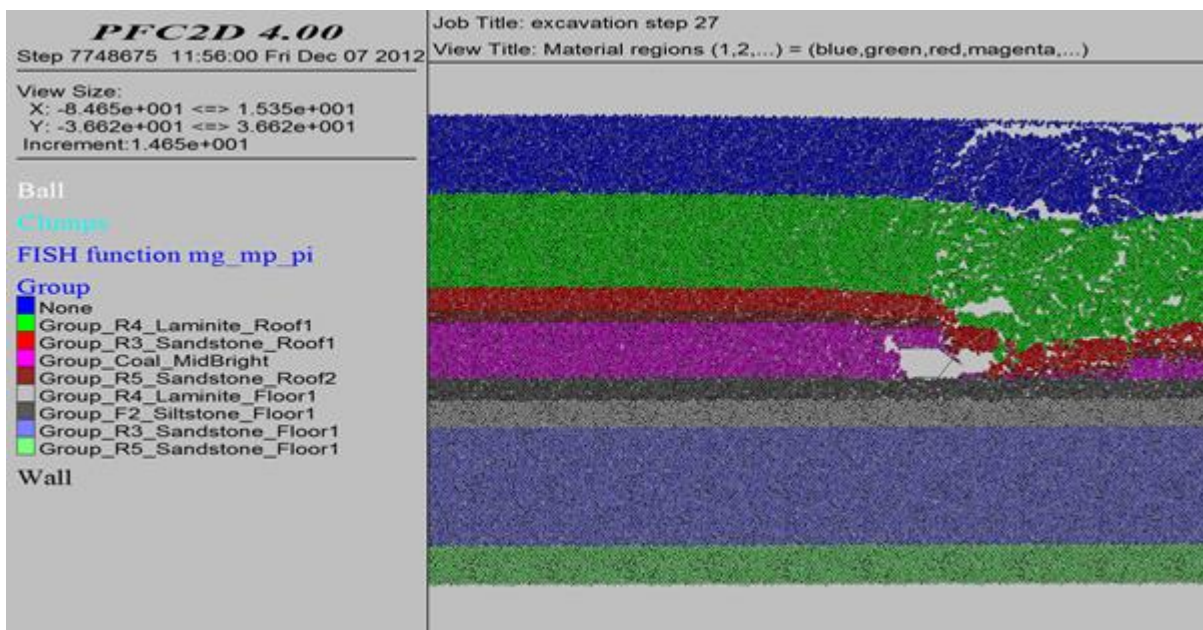 PFC2D 4.00
Step 7748675 11:56:00 Fri Dec 07 2012
View Size:
X: -8.465e+001 <=> 1.535e+001
Y: -3.662e+001 <=> 3.662e+001
Increment:1.465e+001
Ball
Clumps
FISH function mg_mp_pi
Group
None
Group_R4_Laminite_Roof1
Group_R3_Sandstone_Roof1
Group_Coal_MidBright
Group_R5_Sandstone_Roof2
Group_R4_Laminite_Floor1
Group_F2_Siltstone_Floor1
Group_R3_Sandstone_Floor1
Group_R5_Sandstone_Floor1
Wall
Job Title: excavation step 27
View Title: Material regions (1,2,...) = (blue,green,red,magenta,...)